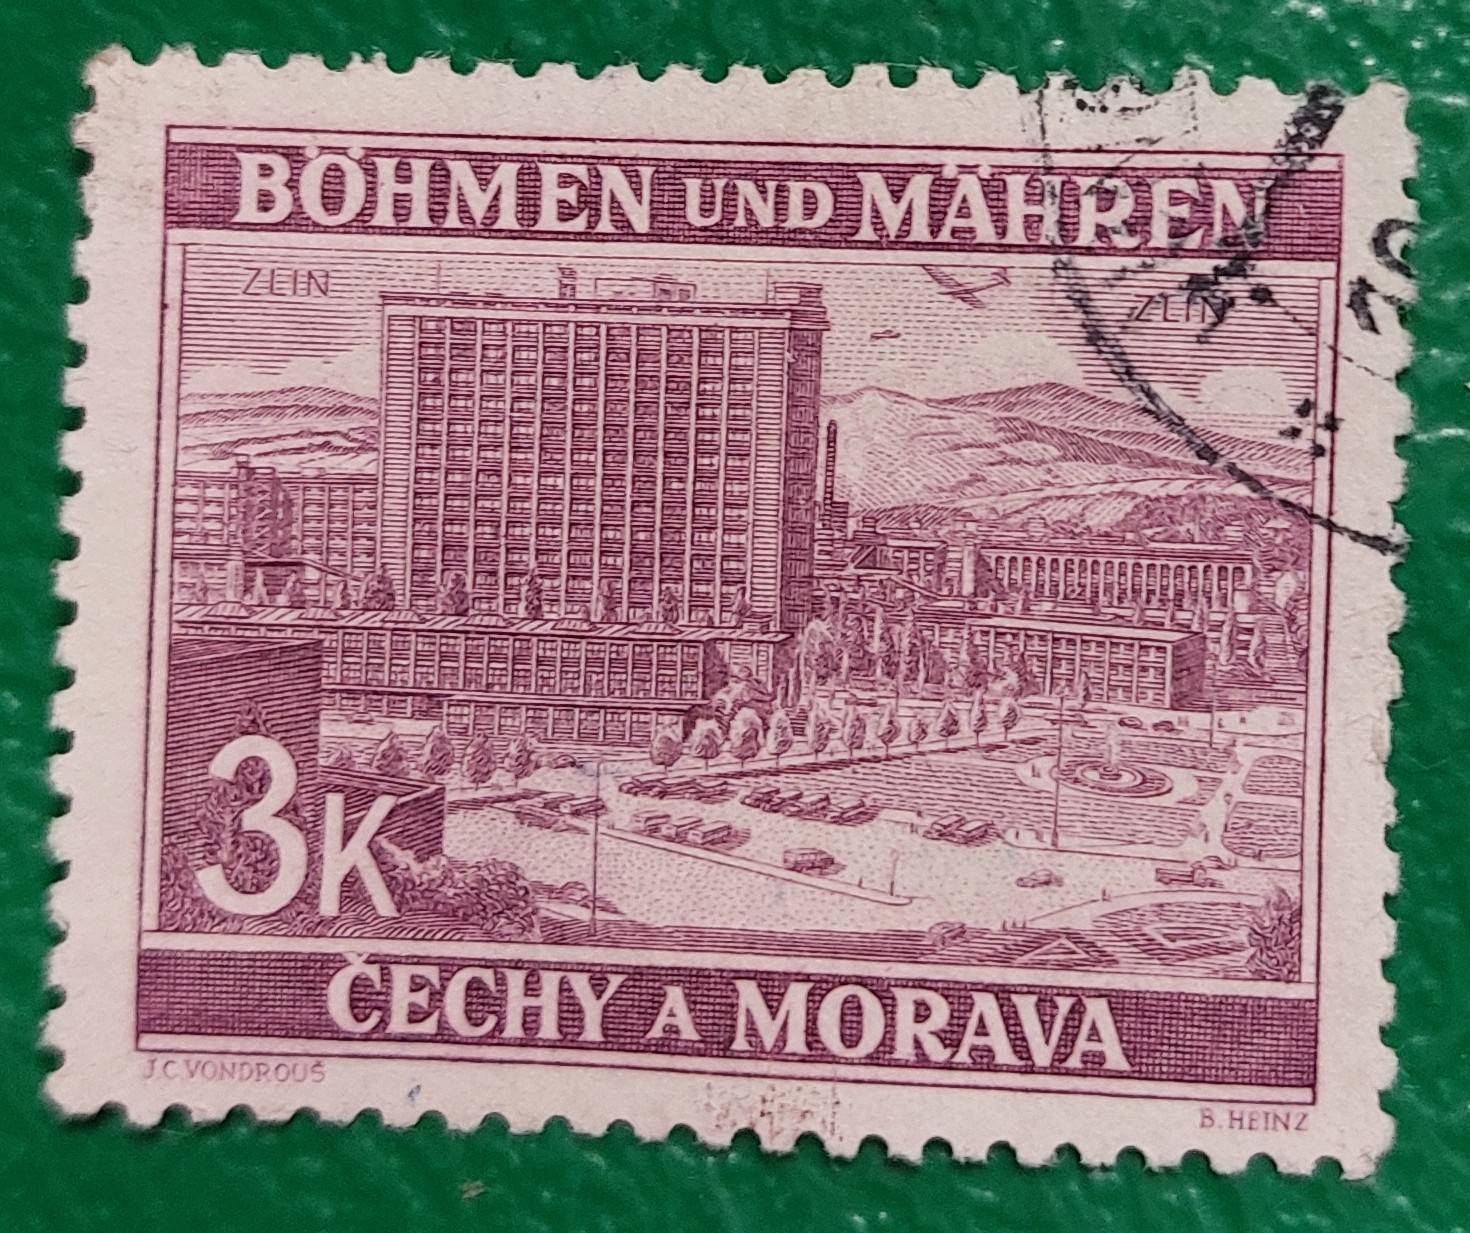 BÖHMEN UND MÄHREN
ZLIN
ZLIN
3K
ČECHY A MORAVA
J.C.VONDROUŠ
B. HEINZ